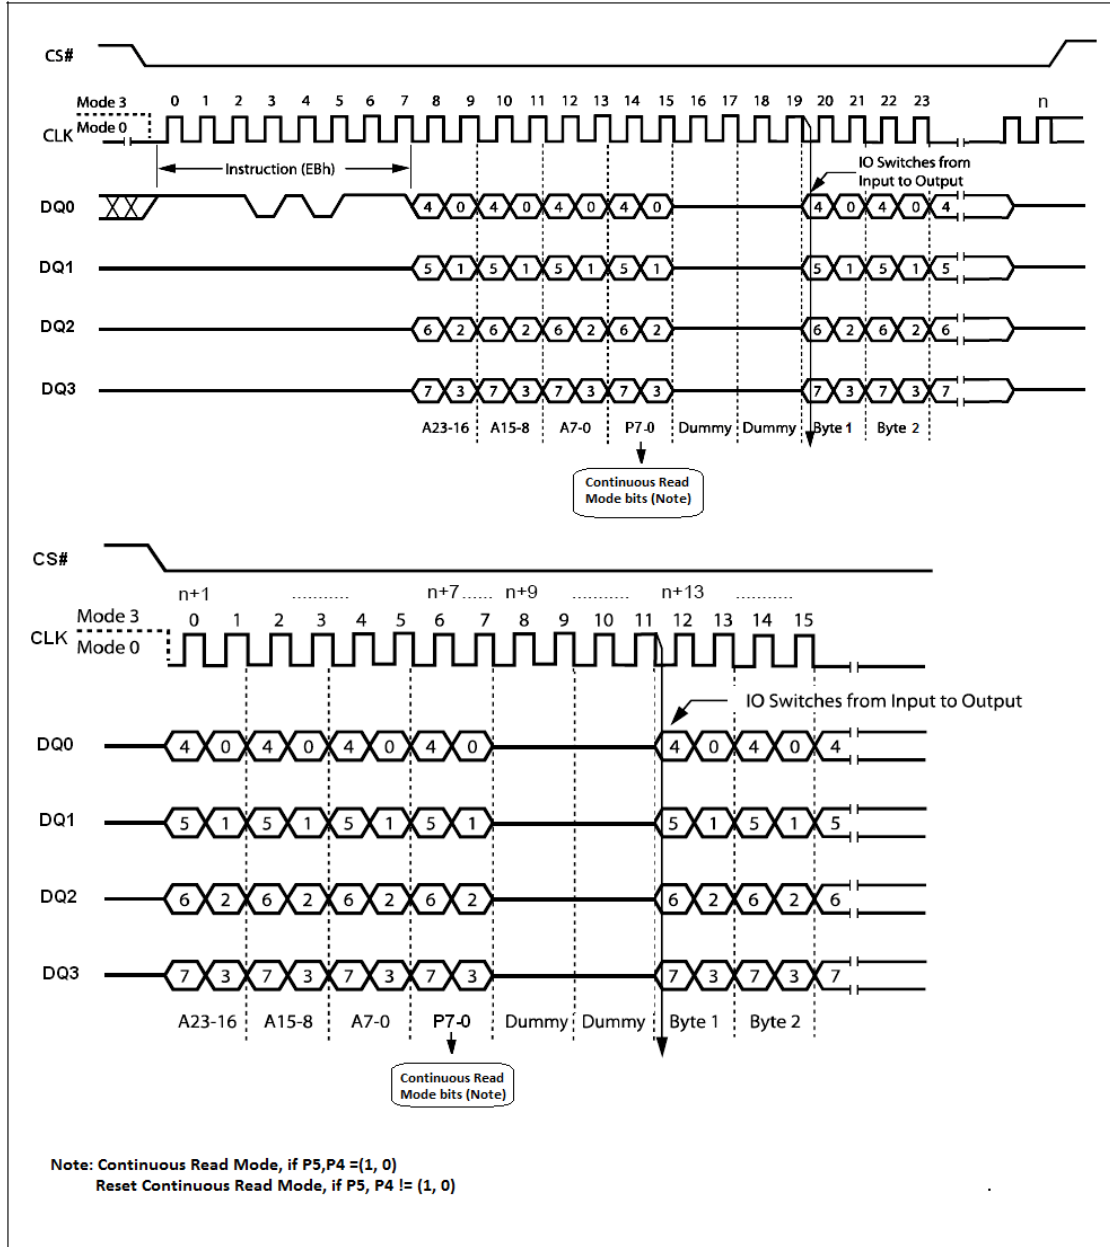 CS#
Mode 3
0 1 2 3 4 5 6 7 8 9 10 11 12 13 14 15 16 17 18 19 20 21 22 23 n
CLK Mode 0
Instruction (EBh)
IO Switches from
Input to Output
DQ0 4 0 4 0 4 0 4 0 4 0 4 0 4
DQ1 5 1 5 1 5 1 5 1 5 1 5 1 5
DQ2 6 2 6 2 6 2 6 2 6 2 6 2 6
DQ3 7 3 7 3 7 3 7 3 7 3 7 3 7
A23-16 A15-8 A7-0 P7-0 Dummy Dummy Byte 1 Byte 2
Continuous Read
Mode bits (Note)
CS#
n+1 ........... n+7 ...... n+9 ........... n+13 ...........
Mode 3 0 1 2 3 4 5 6 7 8 9 10 11 12 13 14 15
CLK Mode 0
IO Switches from Input to Output
DQ0 4 0 4 0 4 0 4 0 4 0 4 0 4
DQ1 5 1 5 1 5 1 5 1 5 1 5 1 5
DQ2 6 2 6 2 6 2 6 2 6 2 6 2 6
DQ3 7 3 7 3 7 3 7 3 7 3 7 3 7
A23-16 A15-8 A7-0 P7-0 Dummy Dummy Byte 1 Byte 2
Continuous Read
Mode bits (Note)
Note: Continuous Read Mode, if P5,P4 =(1, 0)
Reset Continuous Read Mode, if P5, P4 != (1, 0)